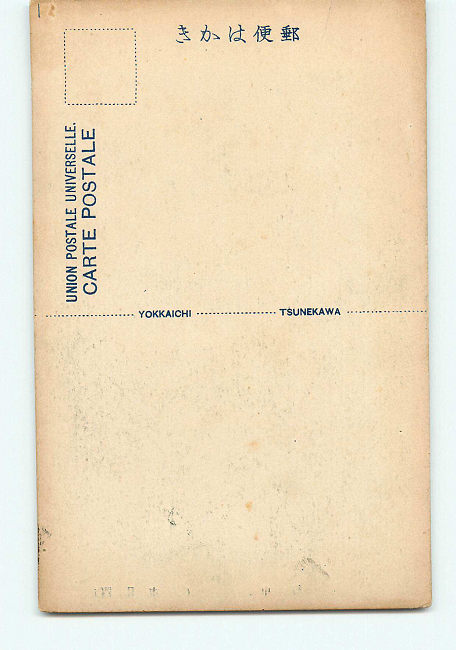 きかは便郵
UNION POSTALE UNIVERSELLE.
CARTE POSTALE
YOKKAICHI
TSUNEKAWA